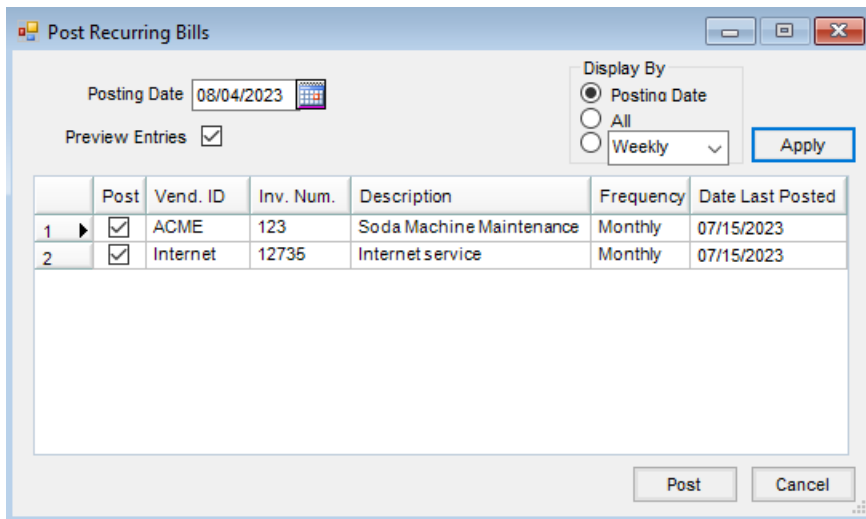 Post Recurring Bills
Posting Date 08/04/2023
Preview Entries
Display By
Posting Date
All
Weekly
Apply
Post Vend. ID Inv. Num. Description Frequency Date Last Posted
1 ACME 123 Soda Machine Maintenance Monthly 07/15/2023
2 Internet 12735 Internet service Monthly 07/15/2023
Post Cancel